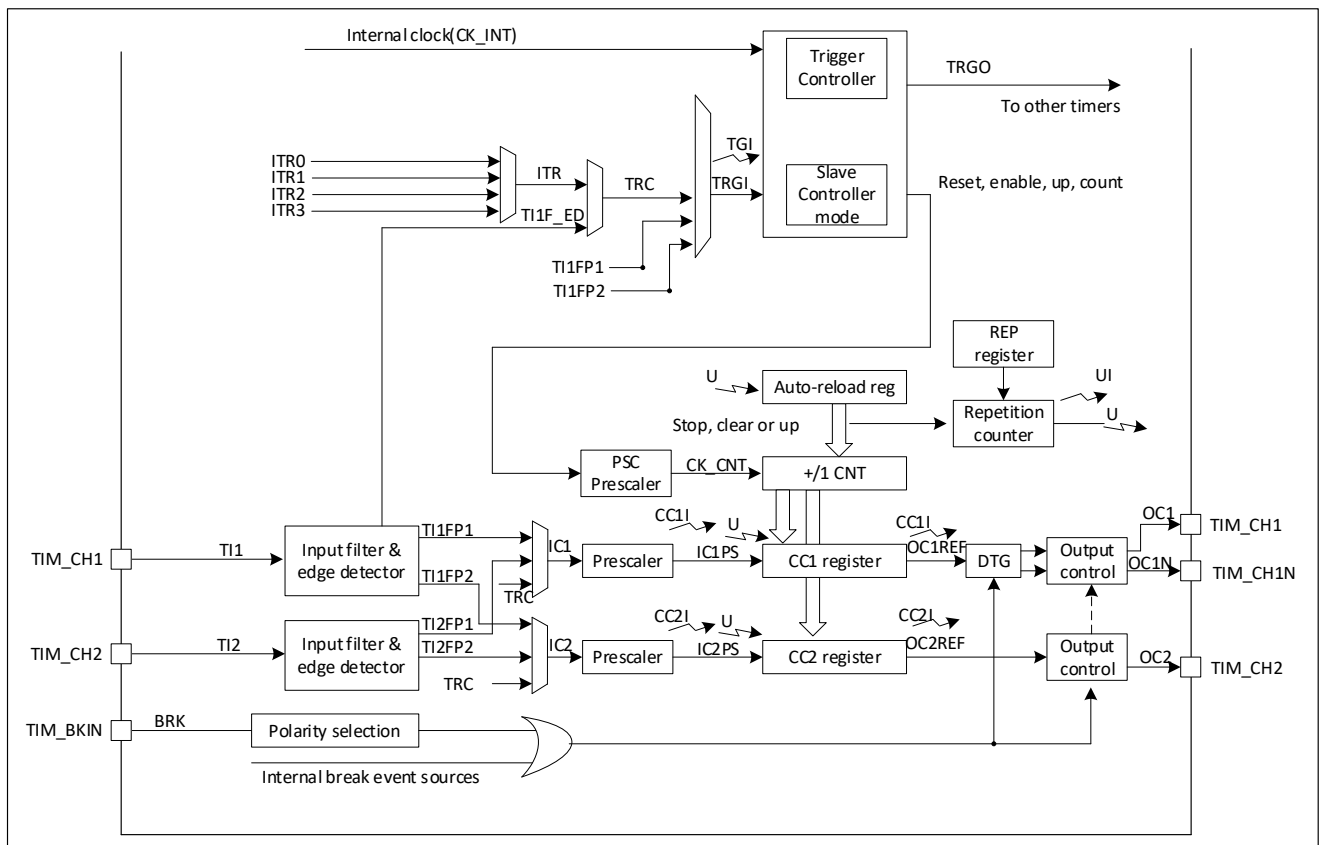 Internal clock(CK_INT)
Trigger
Controller
TRGO
To other timers
TGI
ITR0
ITR1
ITR2
ITR3
ITR
TI1F_ED
TRC
TRGI
Slave
Controller
mode
Reset, enable, up, count
TI1FP1
TI1FP2
REP
register
U
Auto-reload reg
UI
Repetition
counter
U
Stop, clear or up
PSC
Prescaler
CK_CNT
+/1 CNT
TIM_CH1
TI1
Input filter &
edge detector
TI1FP1
TI1FP2
TRC
IC1
Prescaler
CC1I
U
IC1PS
CC1 register
CC1I
OC1REF
DTG
Output
control
OC1
OC1N
TIM_CH1
TIM_CH1N
TIM_CH2
TI2
Input filter &
edge detector
TI2FP1
TI2FP2
TRC
IC2
Prescaler
CC2I
U
IC2PS
CC2 register
CC2I
OC2REF
Output
control
OC2
TIM_CH2
TIM_BKIN
BRK
Polarity selection
Internal break event sources